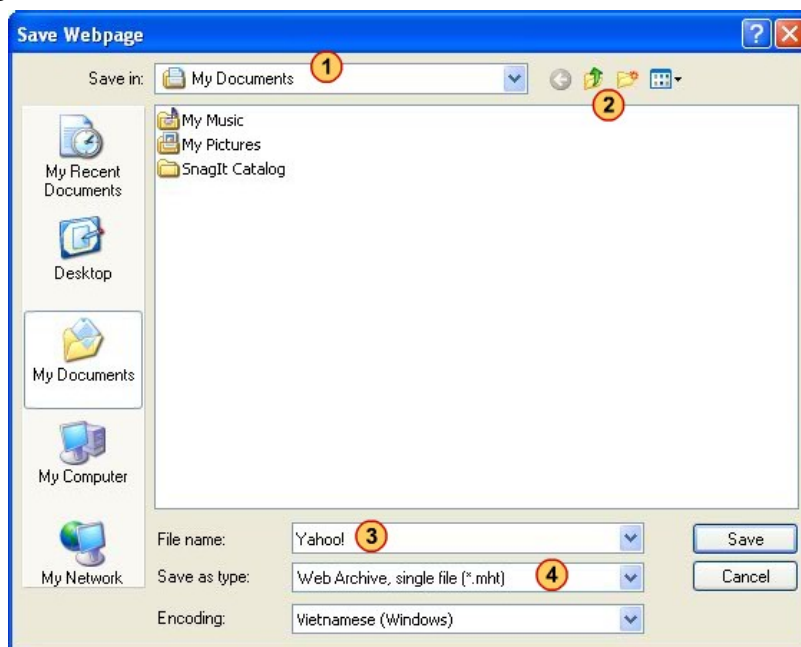 Save Webpage
Save in: My Documents 1
2
My Music
My Pictures
SnagIt Catalog
My Recent
Documents
Desktop
My Documents
My Computer
My Network
File name: Yahoo! 3 Save
Save as type: Web Archive, single file (*.mht) 4 Cancel
Encoding: Vietnamese (Windows)